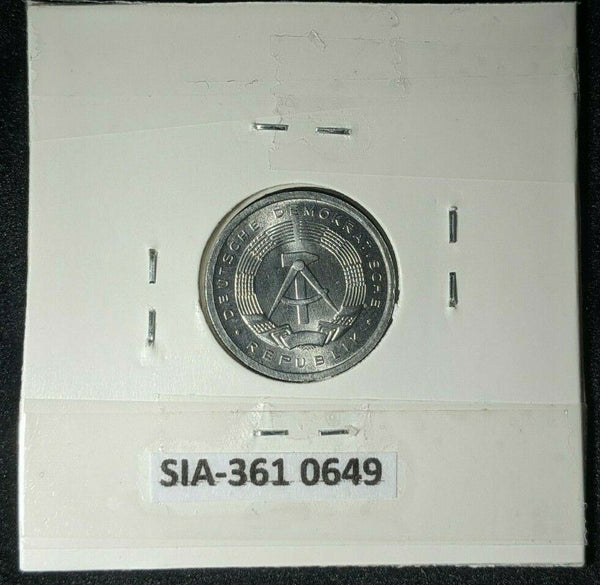 DEUTSCHE DEMOKRATISCHE
REPUBLIK
SIA-361 0649